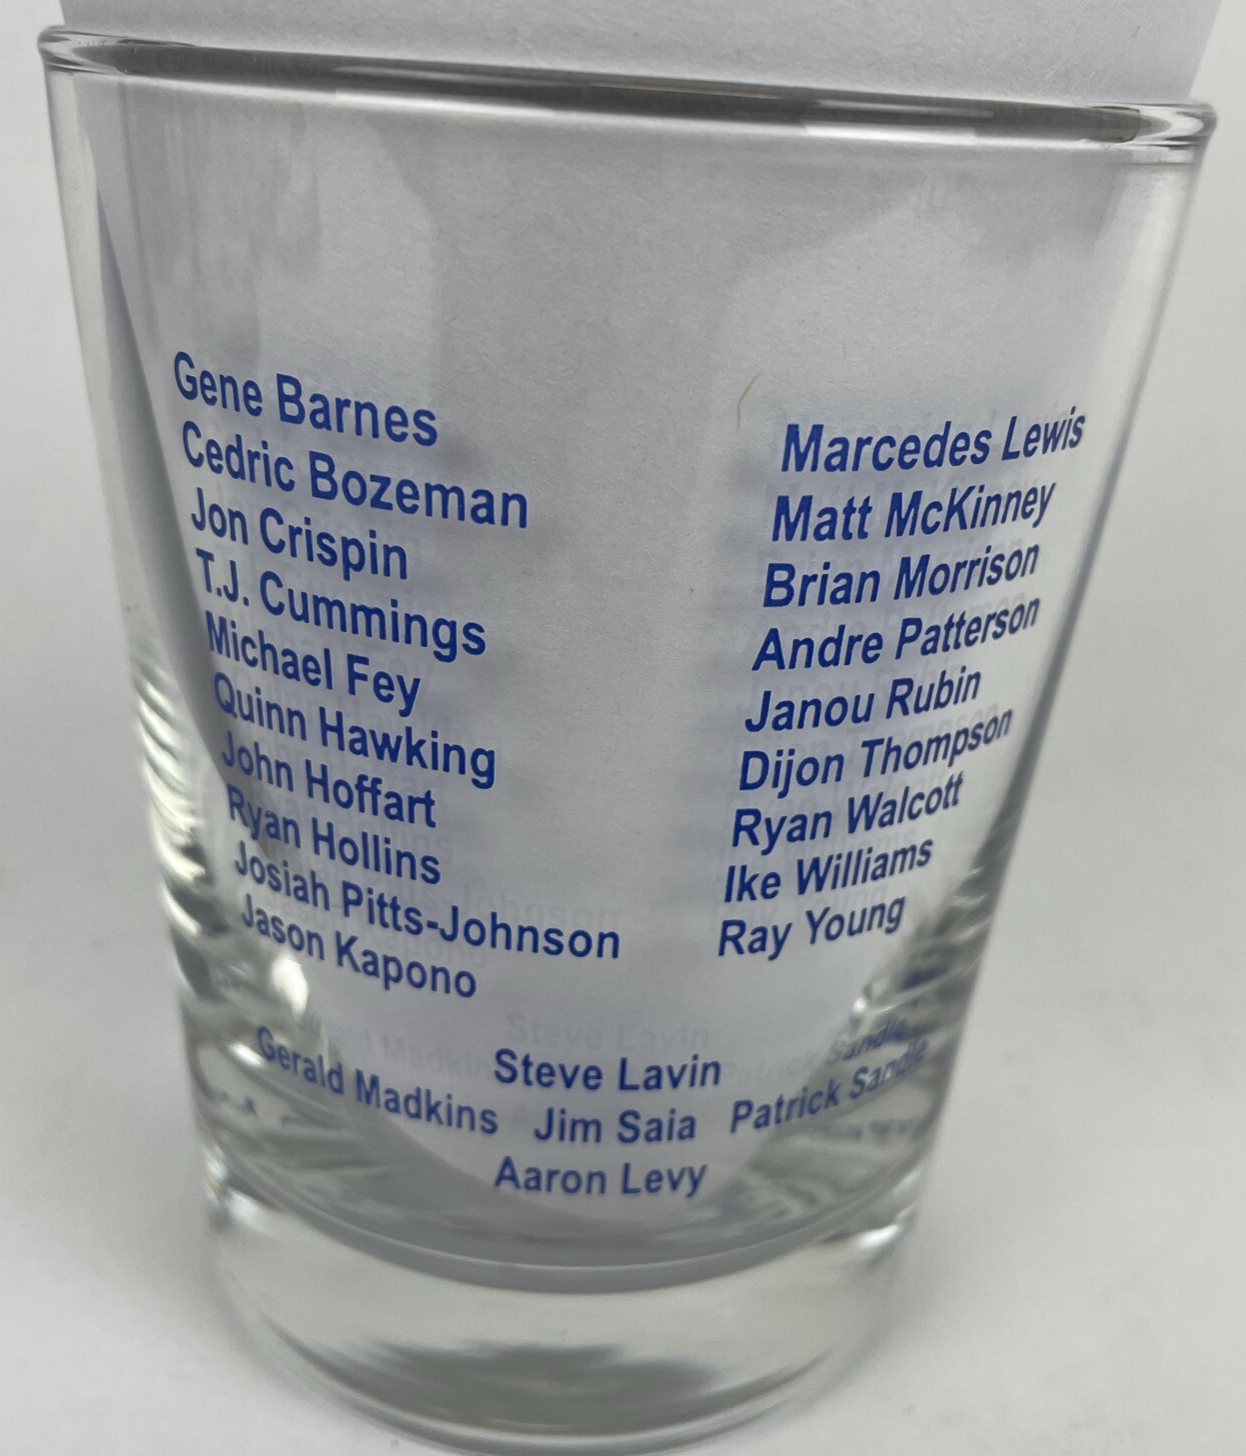 Gene Barnes
Cedric Bozeman
Jon Crispin
T.J. Cummings
Michael Fey
Quinn Hawking
John Hoffart
Ryan Hollins
Josiah Pitts-Johnson
Jason Kapono
Marcedes Lewis
Matt McKinney
Brian Morrison
Andre Patterson
Janou Rubin
Dijon Thompson
Ryan Walcott
Ike Williams
Ray Young
Steve Lavin
Gerald Madkins Jim Saia Patrick Sandle
Aaron Levy